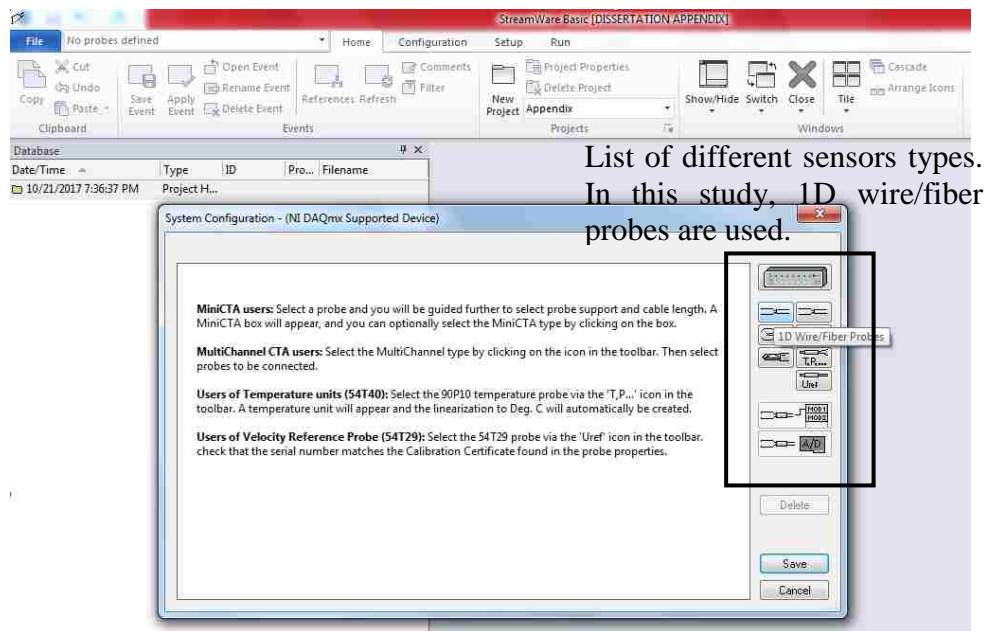 StreamWare Basic [DISSERTATION APPENDIX]
File No probes defined Home Configuration Setup Run
Copy
Cut
Undo
Paste
Clipboard
Save Event
Apply Event
Open Event
Rename Event
Delete Event
References Refresh
Comments
Filter
Events
New Project
Project Properties
Delete Project
Appendix
Projects
Show/Hide Switch Close Tile
Cascade
Arrange Icons
Windows
Database
Date/Time Type ID Pro... Filename
10/21/2017 7:36:37 PM Project H...
List of different sensors types.
In this study, 1D wire/fiber
probes are used.
System Configuration - (NI DAQmx Supported Device)
MiniCTA users: Select a probe and you will be guided further to select probe support and cable length. A
MiniCTA box will appear, and you can optionally select the MiniCTA type by clicking on the box.
MultiChannel CTA users: Select the MultiChannel type by clicking on the icon in the toolbar. Then select
probes to be connected.
Users of Temperature units (54T40): Select the 90P10 temperature probe via the 'T,P...' icon in the
toolbar. A temperature unit will appear and the linearization to Deg. C will automatically be created.
Users of Velocity Reference Probe (54T29): Select the 54T29 probe via the 'Uref' icon in the toolbar.
check that the serial number matches the Calibration Certificate found in the probe properties.
1D Wire/Fiber Probes
T,P...
Uref
MOD1
MOD2
A/D
Delete
Save
Cancel